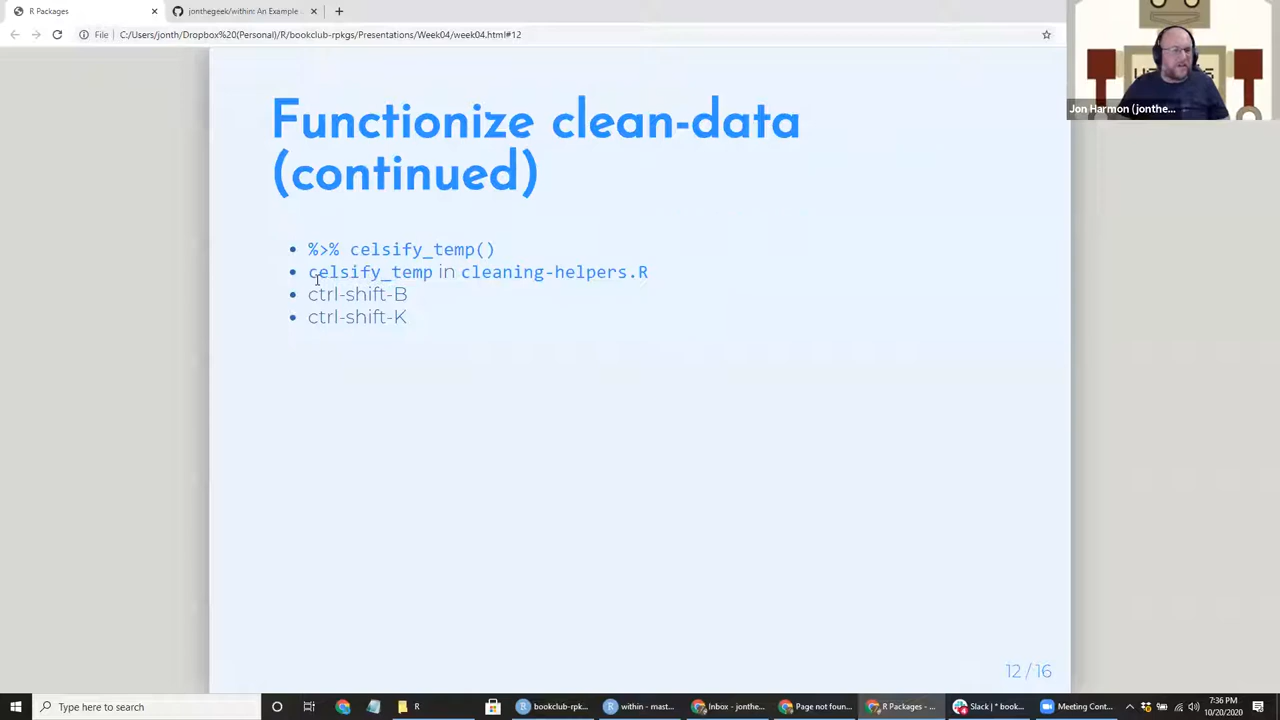 R Packages
jonthegeek/within: An Example
File
C:/Users/jonth/Dropbox%20(Personal)/R/bookclub-rpkgs/Presentations/Week04/week04.html#12
Jon Harmon (jonthe...
Functionize clean-data
(continued)
%>% celsify_temp()
celsify_temp in cleaning-helpers.R
ctrl-shift-B
ctrl-shift-K
12 / 16
Type here to search
R
bookclub-rpk...
within - mast...
Inbox - jonthe...
Page not foun...
R Packages - ...
Slack | * book...
Meeting Cont...
7:36 PM
10/20/2020